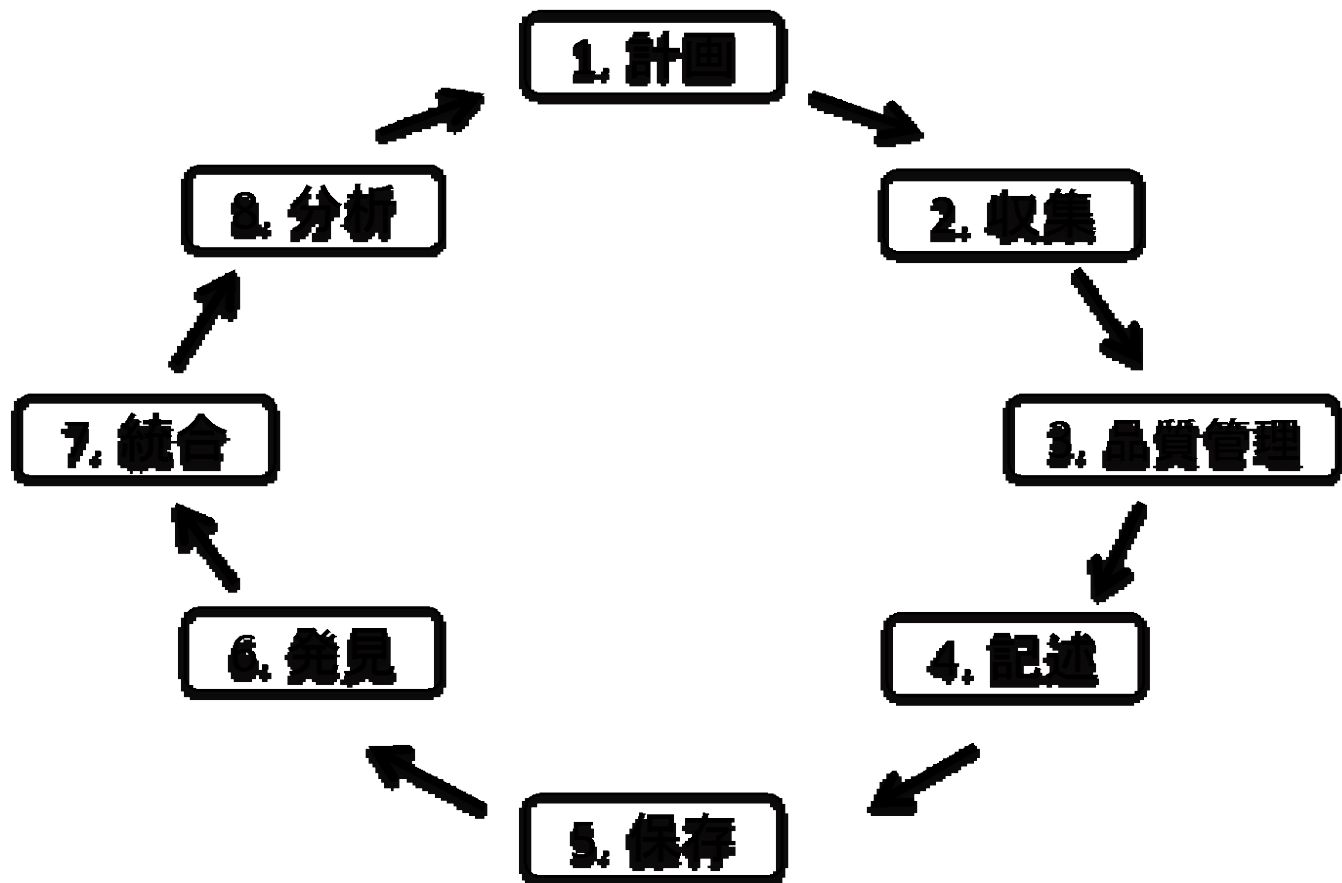 1. 計画
2. 収集
3. 品質管理
4. 記述
5. 保存
6. 発見
7. 統合
8. 分析